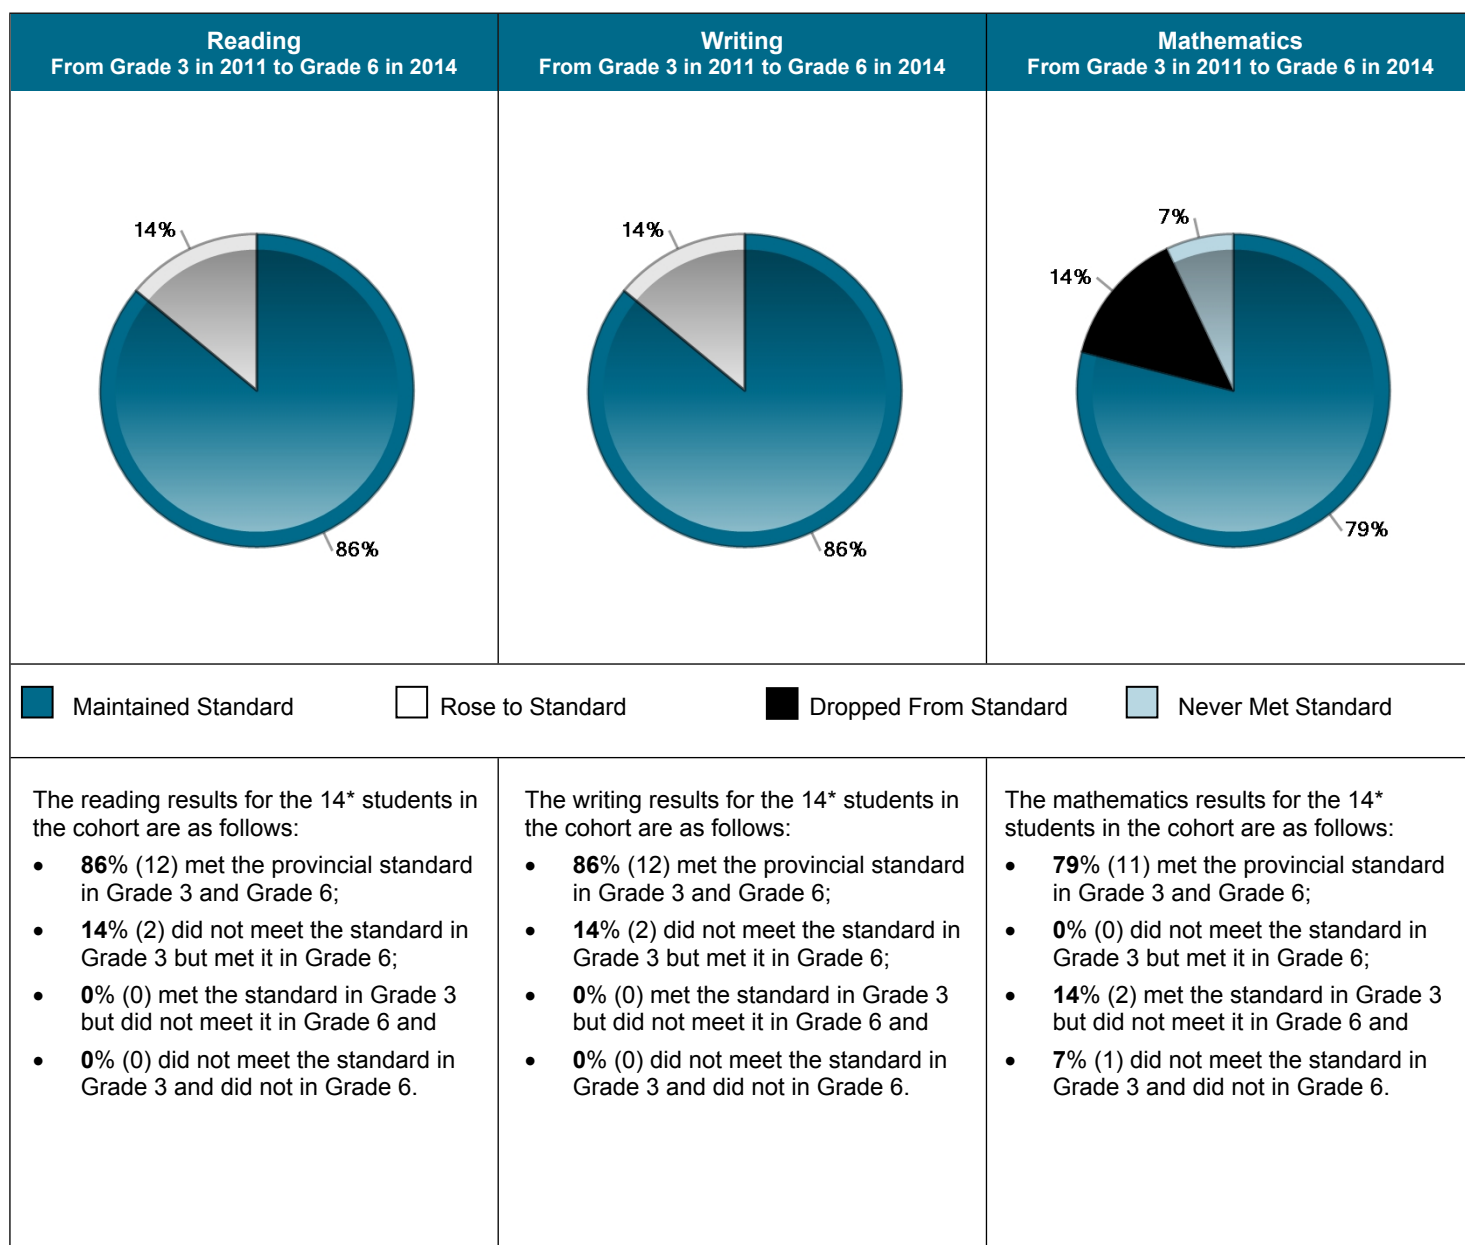 Reading
From Grade 3 in 2011 to Grade 6 in 2014
Writing
From Grade 3 in 2011 to Grade 6 in 2014
Mathematics
From Grade 3 in 2011 to Grade 6 in 2014
14%
86%
14%
86%
7%
14%
79%
Maintained Standard
Rose to Standard
Dropped From Standard
Never Met Standard
The reading results for the 14* students in
the cohort are as follows:
• 86% (12) met the provincial standard
in Grade 3 and Grade 6;
• 14% (2) did not meet the standard in
Grade 3 but met it in Grade 6;
• 0% (0) met the standard in Grade 3
but did not meet it in Grade 6 and
• 0% (0) did not meet the standard in
Grade 3 and did not in Grade 6.
The writing results for the 14* students in
the cohort are as follows:
• 86% (12) met the provincial standard
in Grade 3 and Grade 6;
• 14% (2) did not meet the standard in
Grade 3 but met it in Grade 6;
• 0% (0) met the standard in Grade 3
but did not meet it in Grade 6 and
• 0% (0) did not meet the standard in
Grade 3 and did not in Grade 6.
The mathematics results for the 14*
students in the cohort are as follows:
• 79% (11) met the provincial standard
in Grade 3 and Grade 6;
• 0% (0) did not meet the standard in
Grade 3 but met it in Grade 6;
• 14% (2) met the standard in Grade 3
but did not meet it in Grade 6 and
• 7% (1) did not meet the standard in
Grade 3 and did not in Grade 6.